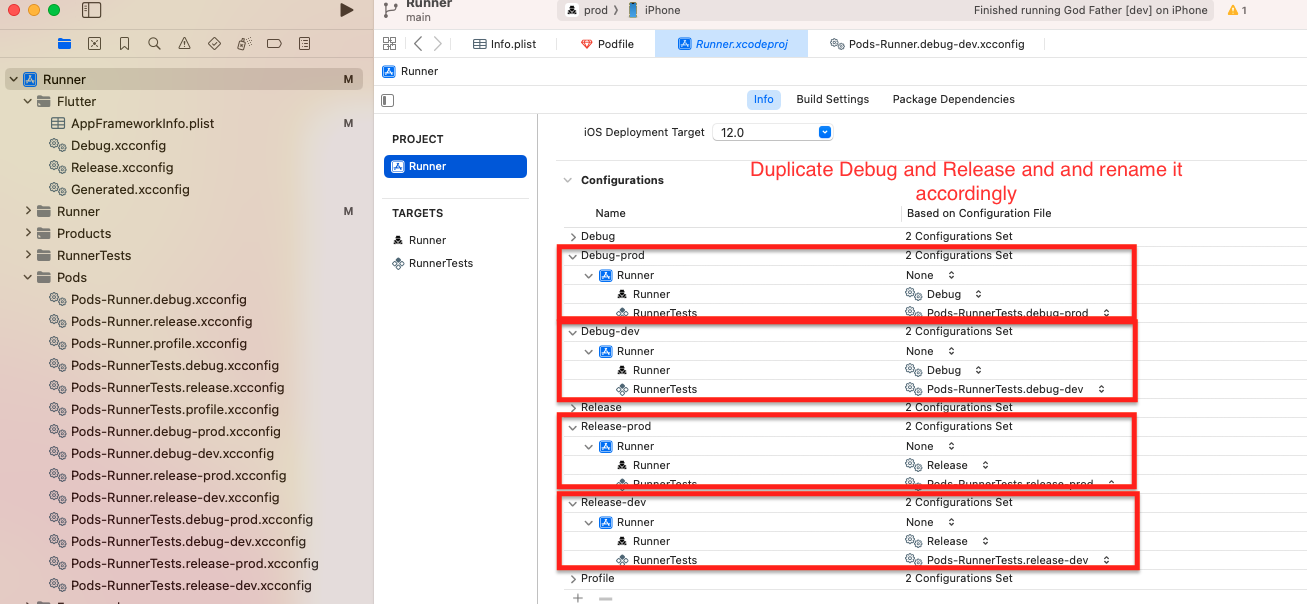 Runner
main
prod 〉 iPhone
Finished running God Father [dev] on iPhone
1
Info.plist
Podfile
Runner.xcodeproj
Pods-Runner.debug-dev.xcconfig
Runner M
Flutter
AppFrameworkInfo.plist M
Debug.xcconfig
Release.xcconfig
Generated.xcconfig
Runner M
Products
RunnerTests
Pods
Pods-Runner.debug.xcconfig
Pods-Runner.release.xcconfig
Pods-Runner.profile.xcconfig
Pods-RunnerTests.debug.xcconfig
Pods-RunnerTests.release.xcconfig
Pods-RunnerTests.profile.xcconfig
Pods-Runner.debug-prod.xcconfig
Pods-Runner.debug-dev.xcconfig
Pods-Runner.release-prod.xcconfig
Pods-Runner.release-dev.xcconfig
Pods-RunnerTests.debug-prod.xcconfig
Pods-RunnerTests.debug-dev.xcconfig
Pods-RunnerTests.release-prod.xcconfig
Pods-RunnerTests.release-dev.xcconfig
Runner
Info Build Settings Package Dependencies
PROJECT
Runner
TARGETS
Runner
RunnerTests
iOS Deployment Target 12.0
Duplicate Debug and Release and and rename it
accordingly
Configurations
Name Based on Configuration File
Debug 2 Configurations Set
Debug-prod 2 Configurations Set
Runner None
Runner Debug
RunnerTests Pods-RunnerTests.debug-prod
Debug-dev 2 Configurations Set
Runner None
Runner Debug
RunnerTests Pods-RunnerTests.debug-dev
Release 2 Configurations Set
Release-prod 2 Configurations Set
Runner None
Runner Release
RunnerTests Pods-RunnerTests.release-prod
Release-dev 2 Configurations Set
Runner None
Runner Release
RunnerTests Pods-RunnerTests.release-dev
Profile 2 Configurations Set